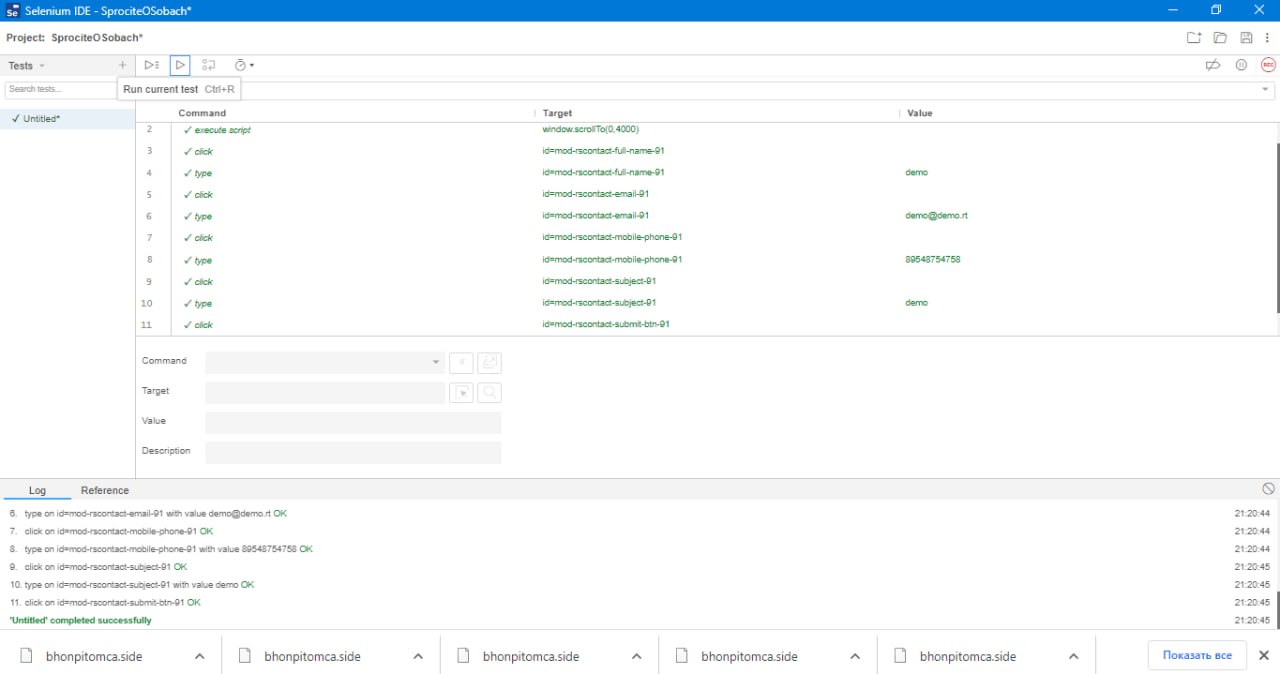 Selenium IDE - SprociteOSobach*
Project: SprociteOSobach*
Tests
Search tests...
Run current test Ctrl+R
✓ Untitled*
Command Target Value
2 ✓ execute script window.scrollTo(0,4000)
3 ✓ click id=mod-rscontact-full-name-91
4 ✓ type id=mod-rscontact-full-name-91 demo
5 ✓ click id=mod-rscontact-email-91
6 ✓ type id=mod-rscontact-email-91 demo@demo.rt
7 ✓ click id=mod-rscontact-mobile-phone-91
8 ✓ type id=mod-rscontact-mobile-phone-91 89548754758
9 ✓ click id=mod-rscontact-subject-91
10 ✓ type id=mod-rscontact-subject-91 demo
11 ✓ click id=mod-rscontact-submit-btn-91
Command
Target
Value
Description
Log Reference
6. type on id=mod-rscontact-email-91 with value demo@demo.rt OK 21:20:44
7. click on id=mod-rscontact-mobile-phone-91 OK 21:20:44
8. type on id=mod-rscontact-mobile-phone-91 with value 89548754758 OK 21:20:44
9. click on id=mod-rscontact-subject-91 OK 21:20:45
10. type on id=mod-rscontact-subject-91 with value demo OK 21:20:45
11. click on id=mod-rscontact-submit-btn-91 OK 21:20:45
'Untitled' completed successfully 21:20:45
bhonpitomca.side bhonpitomca.side bhonpitomca.side bhonpitomca.side bhonpitomca.side Показать все